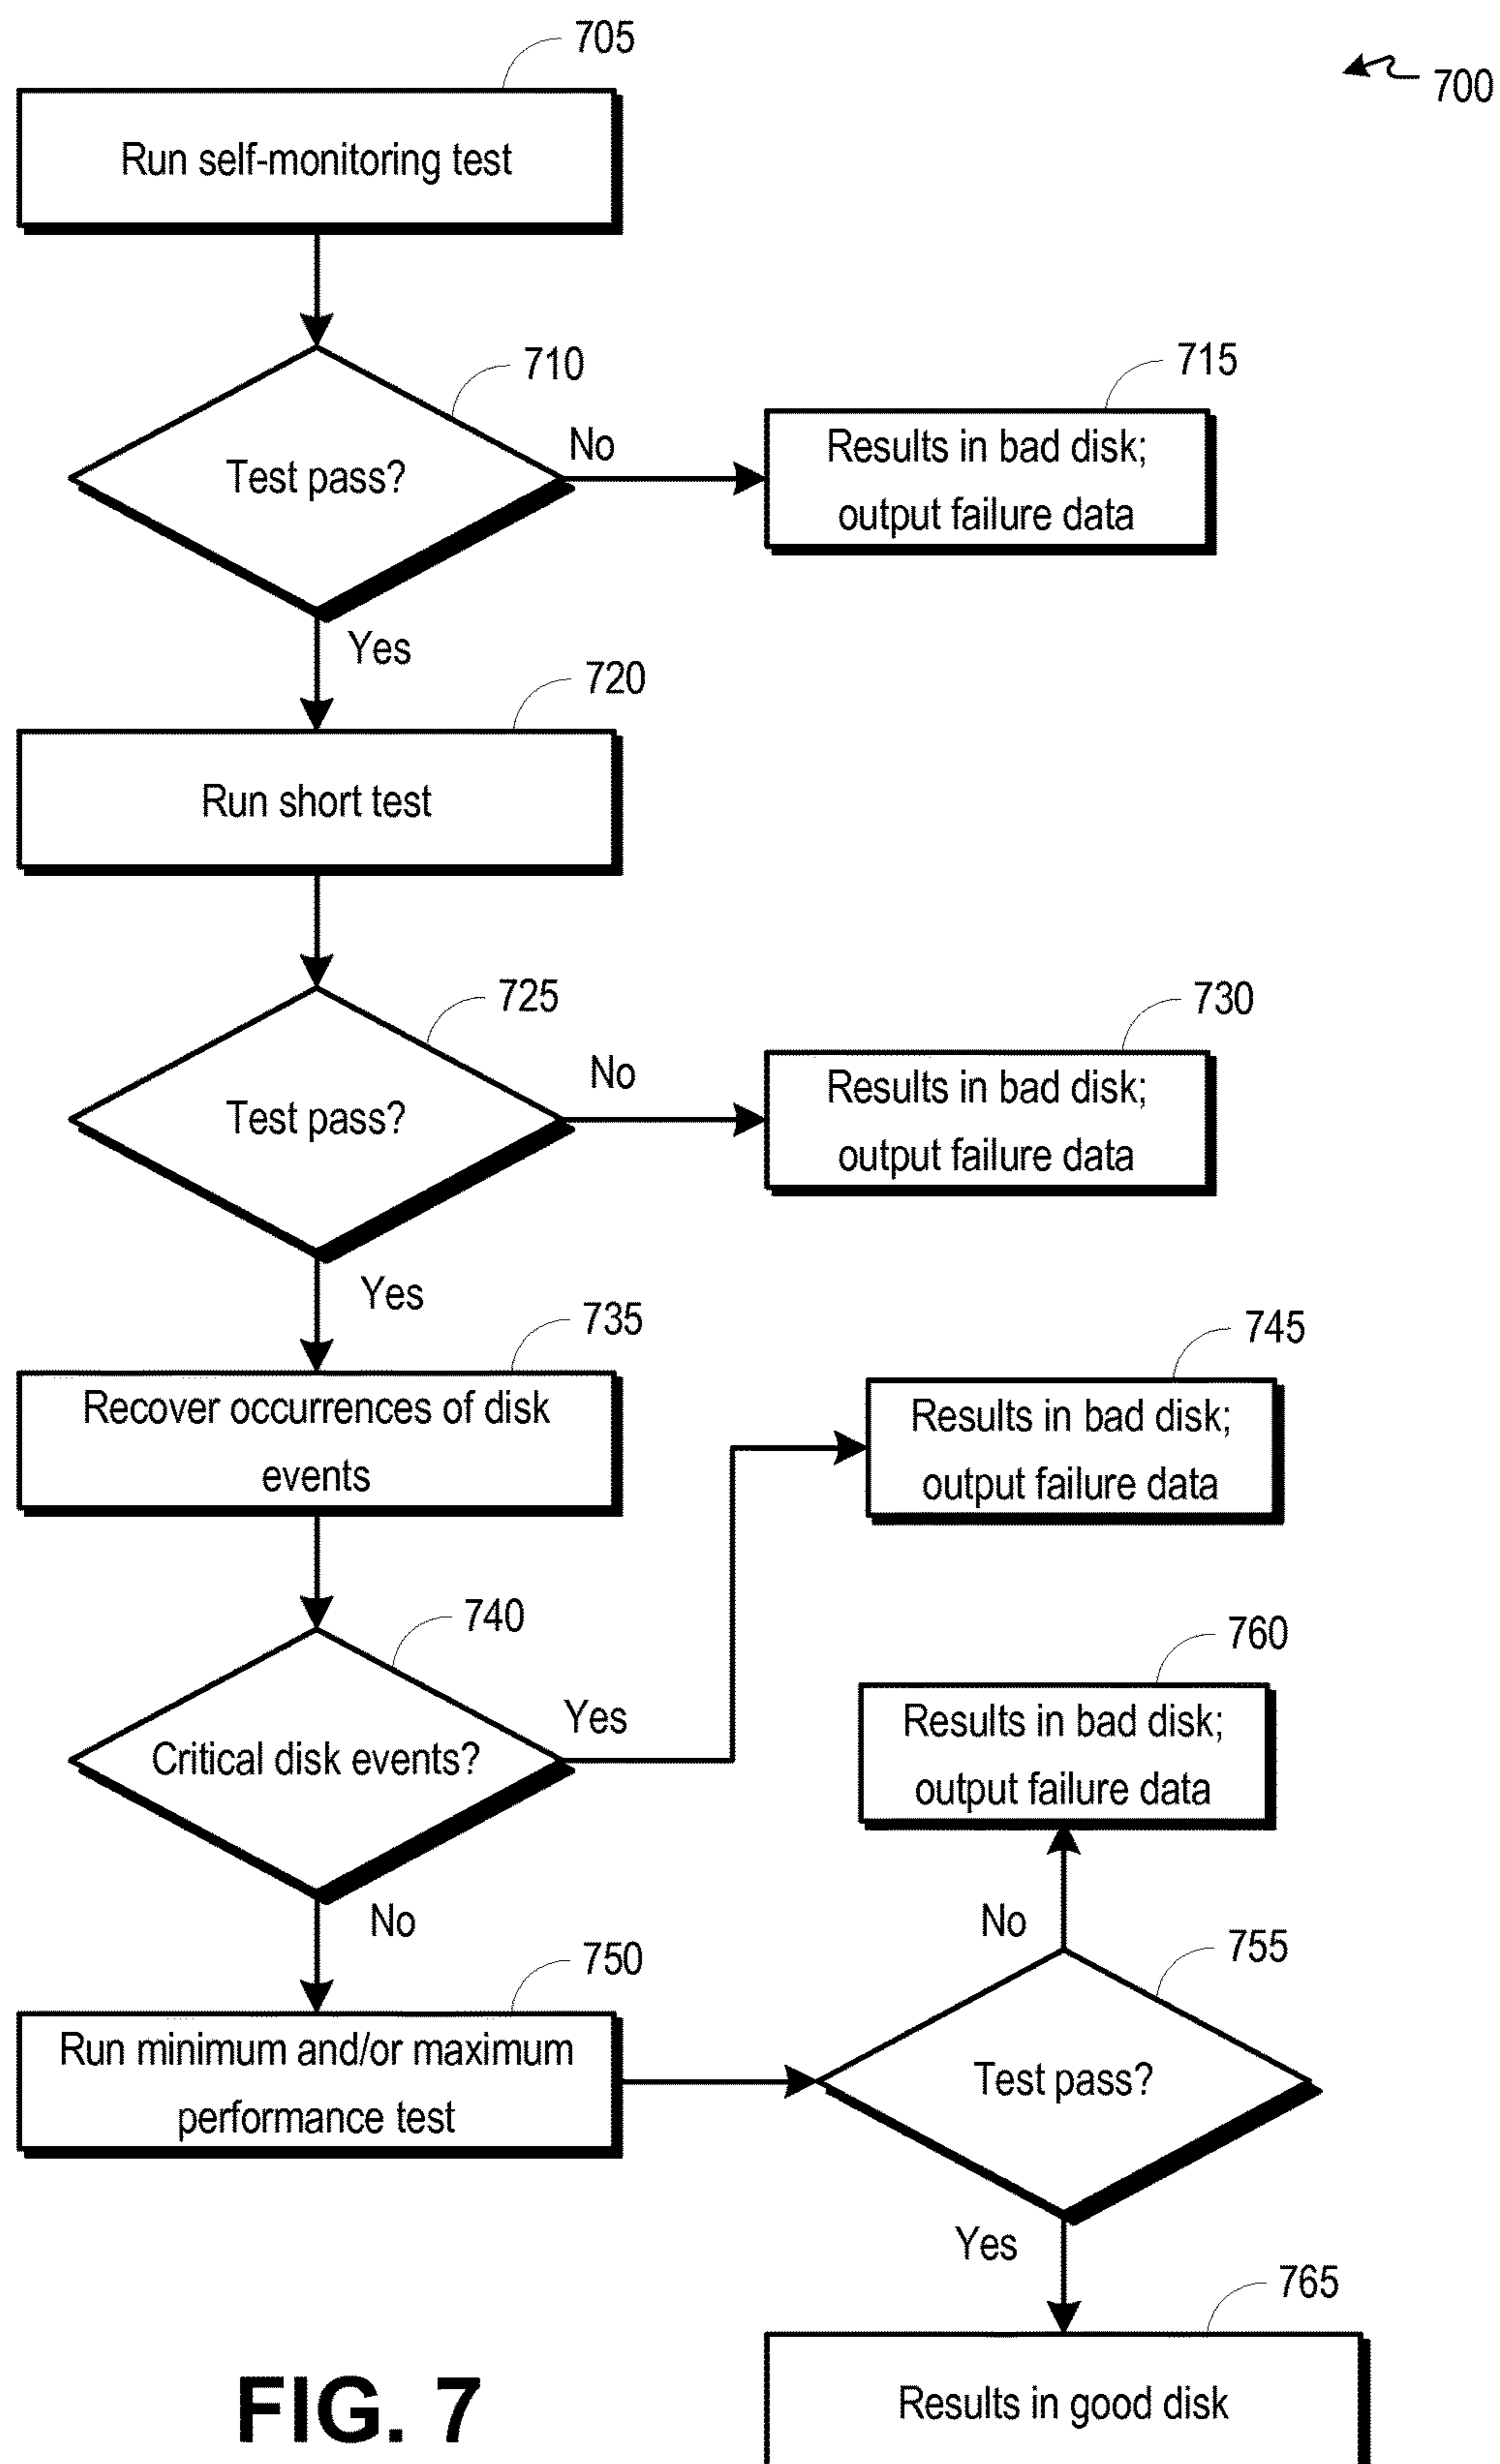 705
700
Run self-monitoring test
710
715
Test pass?
No
Results in bad disk;
output failure data
Yes
720
Run short test
725
730
Test pass?
No
Results in bad disk;
output failure data
Yes
735
745
Recover occurrences of disk
events
Results in bad disk;
output failure data
740
760
Critical disk events?
Yes
Results in bad disk;
output failure data
No
No
750
755
Run minimum and/or maximum
performance test
Test pass?
Yes
765
Results in good disk
FIG. 7